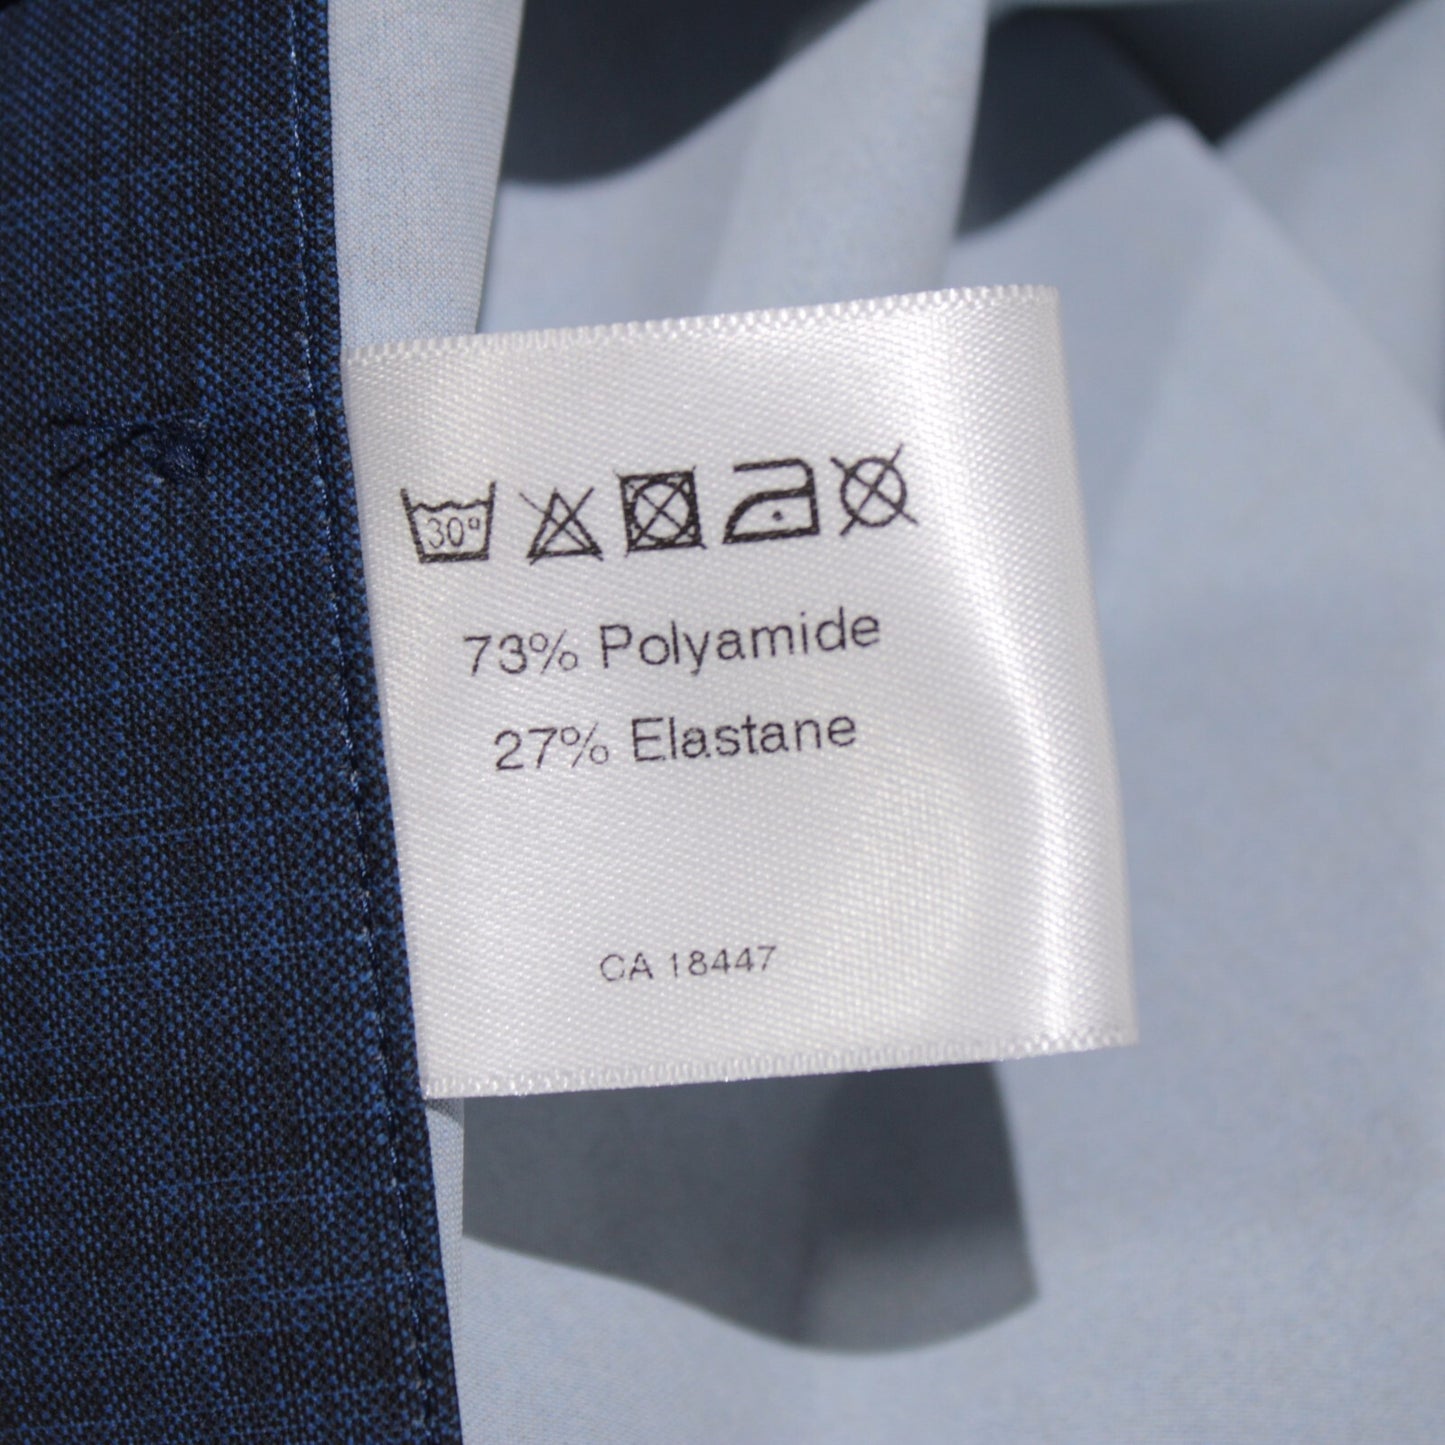 30°
73% Polyamide
27% Elastane
CA 18447